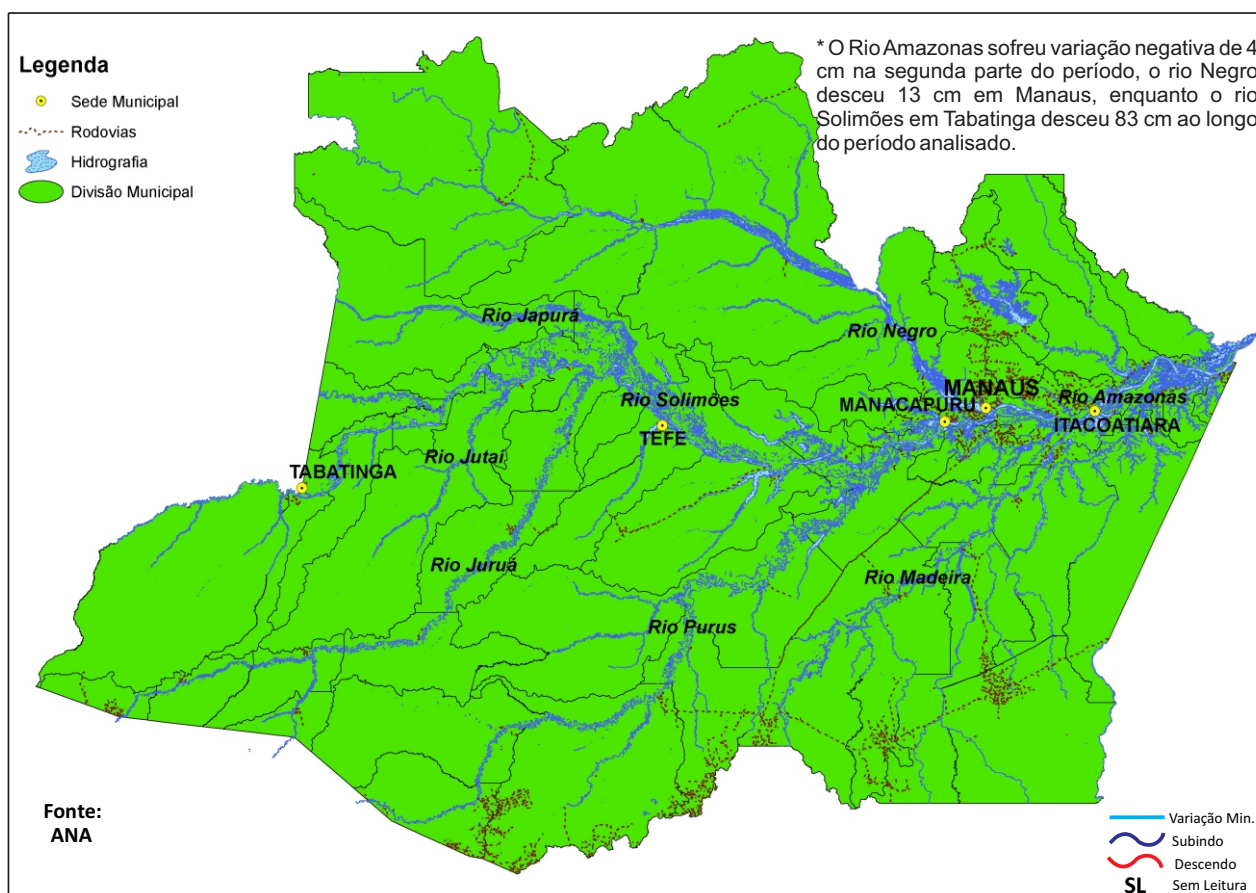 Legenda
Sede Municipal
Rodovias
Hidrografia
Divisão Municipal
* O Rio Amazonas sofreu variação negativa de 4
cm na segunda parte do período, o rio Negro
desceu 13 cm em Manaus, enquanto o rio
Solimões em Tabatinga desceu 83 cm ao longo
do período analisado.
Rio Japurá
Rio Negro
MANAUS
Rio Solimões
MANACAPURU
Rio Amazonas
TEFE
ITACOATIARA
TABATINGA
Rio Jutaí
Rio Juruá
Rio Madeira
Rio Purus
Fonte:
ANA
Variação Min.
Subindo
Descendo
SL Sem Leitura